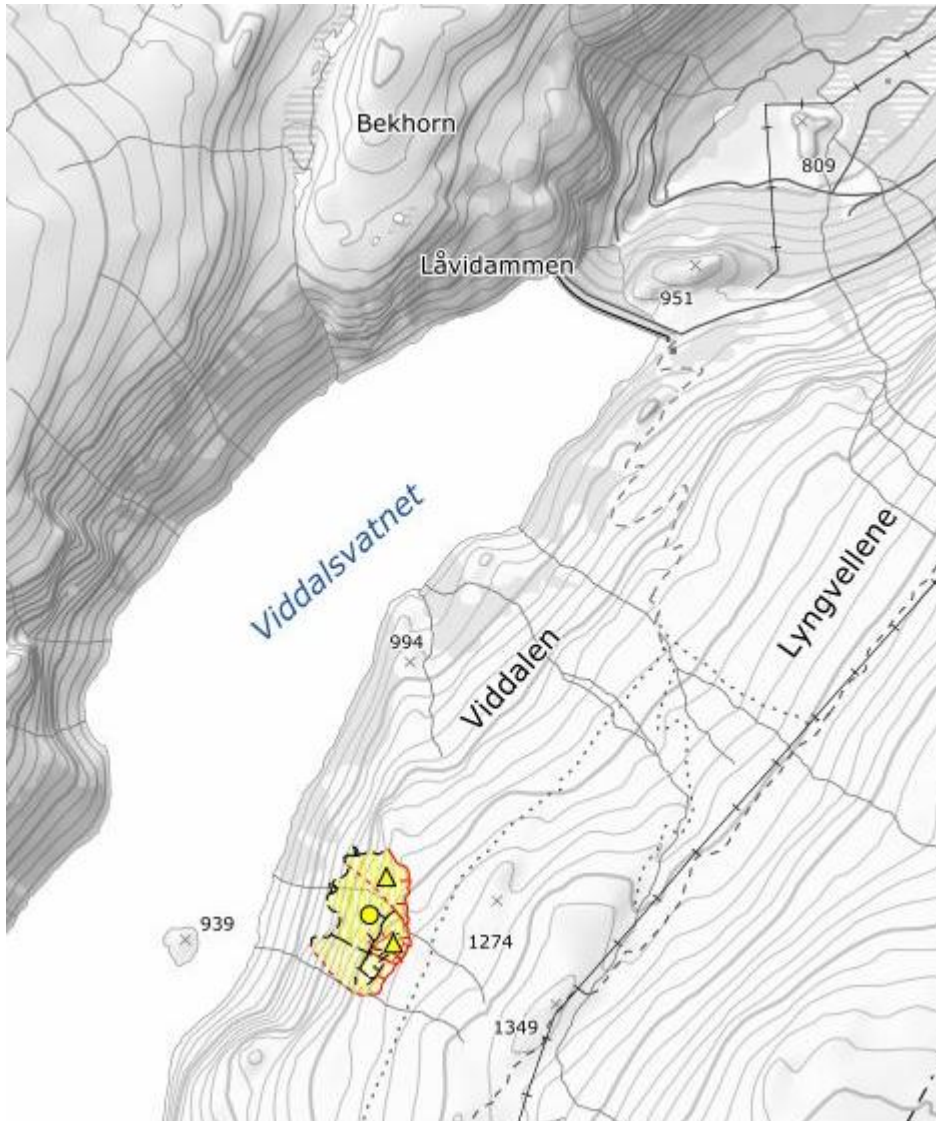 Bekhorn
809
Låvidammen
951
Viddalsvatnet
Lyngvellene
994
Viddalen
939
1274
1349